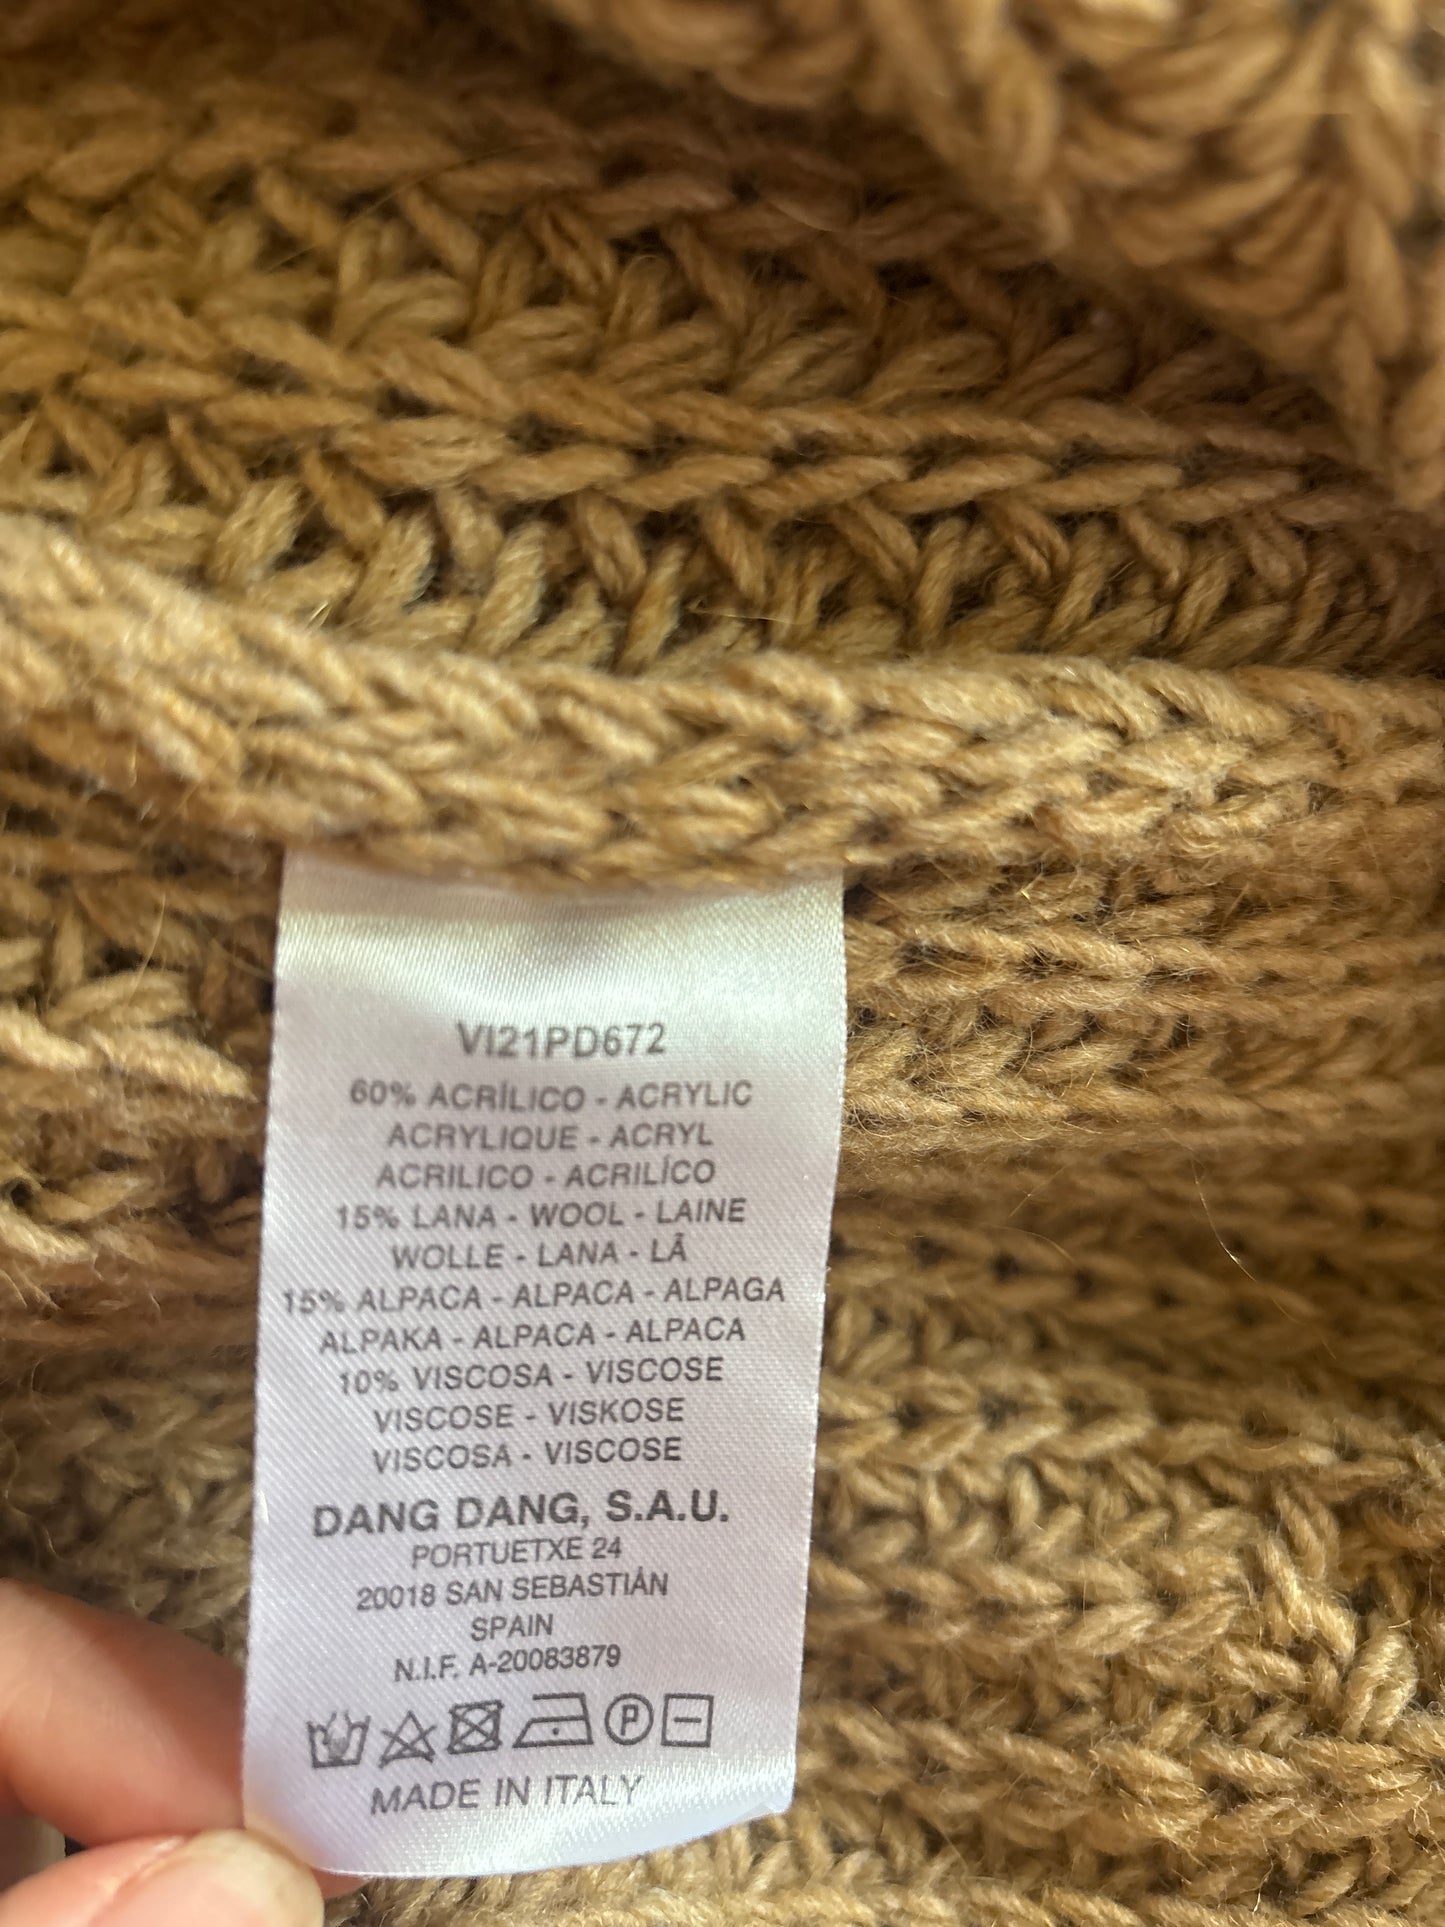 VI21PD672
60% ACRÍLICO - ACRYLIC
ACRYLIQUE - ACRYL
ACRILICO - ACRILÍCO
15% LANA - WOOL - LAINE
WOLLE - LANA - LÃ
15% ALPACA - ALPACA - ALPAGA
ALPAKA - ALPACA - ALPACA
10% VISCOSA - VISCOSE
VISCOSE - VISKOSE
VISCOSA - VISCOSE
DANG DANG, S.A.U.
PORTUETXE 24
20018 SAN SEBASTIÁN
SPAIN
N.I.F. A-20083879
P
MADE IN ITALY